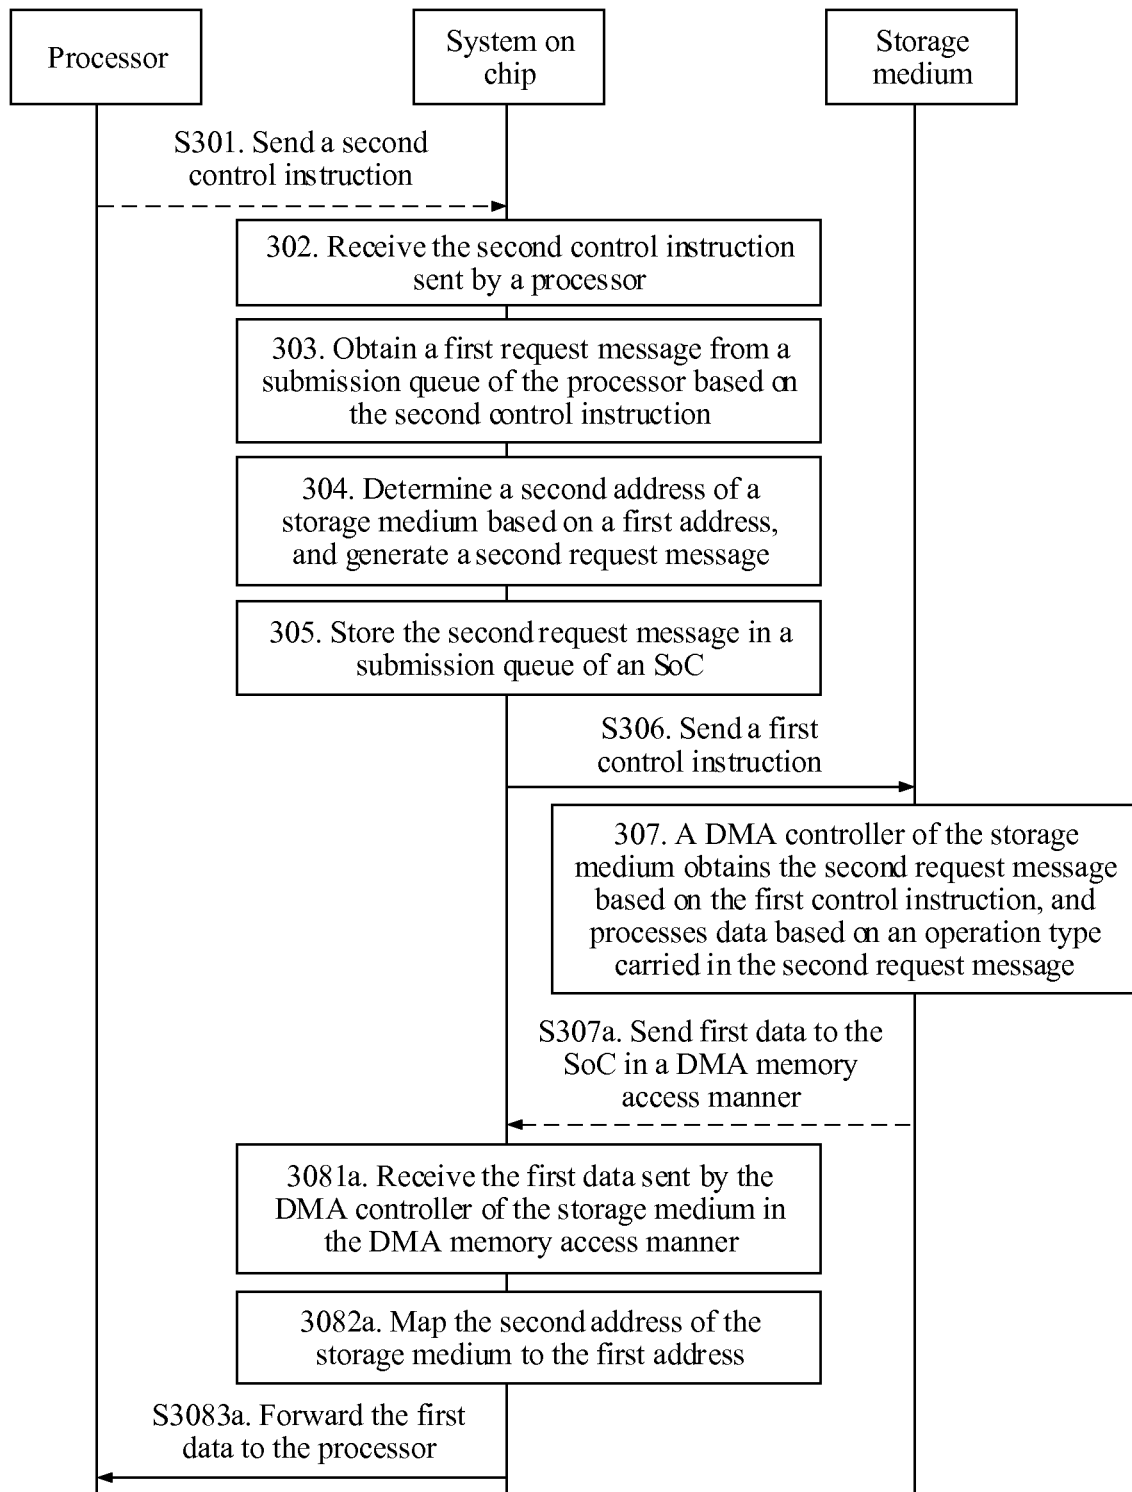 Processor
System on
chip
Storage
medium
S301. Send a second
control instruction
302. Receive the second control instruction
sent by a processor
303. Obtain a first request message from a
submission queue of the processor based on
the second control instruction
304. Determine a second address of a
storage medium based on a first address,
and generate a second request message
305. Store the second request message in a
submission queue of an SoC
S306. Send a first
control instruction
307. A DMA controller of the storage
medium obtains the second request message
based on the first control instruction, and
processes data based on an operation type
carried in the second request message
S307a. Send first data to the
SoC in a DMA memory
access manner
3081a. Receive the first data sent by the
DMA controller of the storage medium in
the DMA memory access manner
3082a. Map the second address of the
storage medium to the first address
S3083a. Forward the first
data to the processor